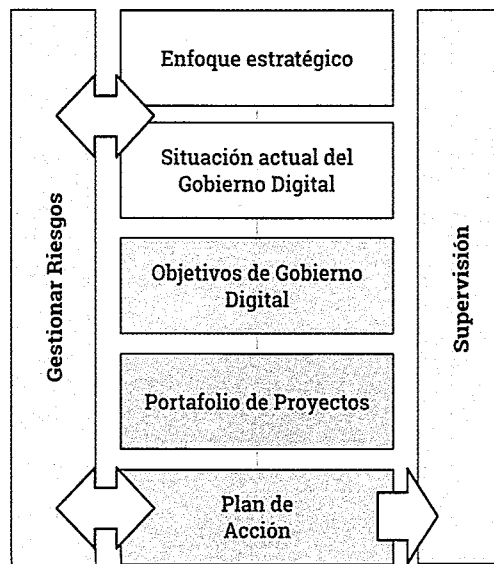 Enfoque estratégico
Situación actual del
Gobierno Digital
Objetivos de Gobierno
Digital
Portafolio de Proyectos
Plan de
Acción
Gestionar Riesgos
Supervisión